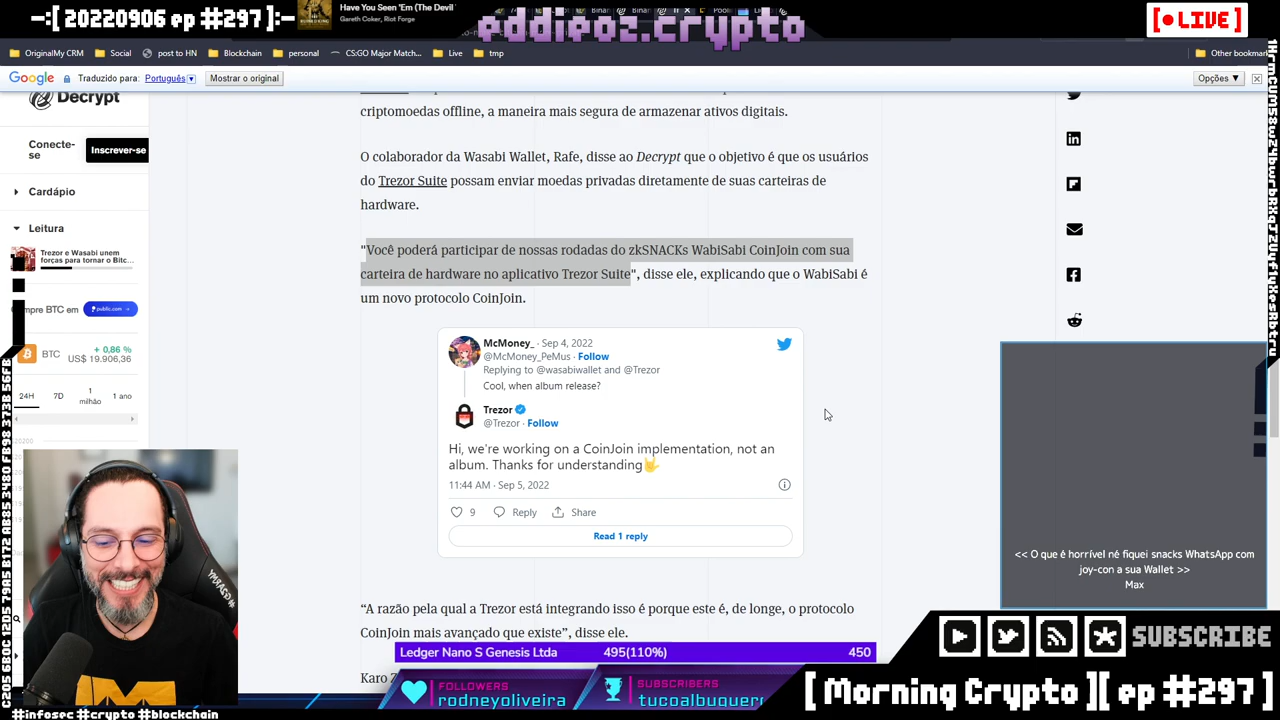 -:[ 20220906 ep #297 ]:-
Have You Seen 'Em (The Devil
Gareth Coker, Riot Forge
eddieoz.crypto
[● LIVE]
OriginalMy CRM
Social
post to HN
Blockchain
personal
CS:GO Major Match...
Live
tmp
Other bookmark
Google
Traduzido para: Português
Mostrar o original
Opções ▼
Decrypt
Conecte-
se
Inscrever-se
Cardápio
Leitura
Trezor e Wasabi unem
forças para tornar o Bitc...
mpre BTC em
public.com
BTC
+ 0,86 %
US$ 19.906,36
24H
7D
1
milhão
1 ano
criptomoedas offline, a maneira mais segura de armazenar ativos digitais.
O colaborador da Wasabi Wallet, Rafe, disse ao Decrypt que o objetivo é que os usuários
do Trezor Suite possam enviar moedas privadas diretamente de suas carteiras de
hardware.
"Você poderá participar de nossas rodadas do zkSNACKs WabiSabi CoinJoin com sua
carteira de hardware no aplicativo Trezor Suite", disse ele, explicando que o WabiSabi é
um novo protocolo CoinJoin.
McMoney_ · Sep 4, 2022
@McMoney_PeMus · Follow
Replying to @wasabiwallet and @Trezor
Cool, when album release?
Trezor
@Trezor · Follow
Hi, we're working on a CoinJoin implementation, not an
album. Thanks for understanding🤟
11:44 AM · Sep 5, 2022
9
Reply
Share
Read 1 reply
“A razão pela qual a Trezor está integrando isso é porque este é, de longe, o protocolo
CoinJoin mais avançado que existe”, disse ele.
Karo Z
<< O que é horrível né fiquei snacks WhatsApp com
joy-con a sua Wallet >>
Max
Ledger Nano S Genesis Ltda
495(110%)
450
FOLLOWERS
rodneyoliveira
SUBSCRIBERS
tucoalbuquerq
SUBSCRIBE
[ Morning Crypto ][ ep #297 ]
#infosec #crypto #blockchain